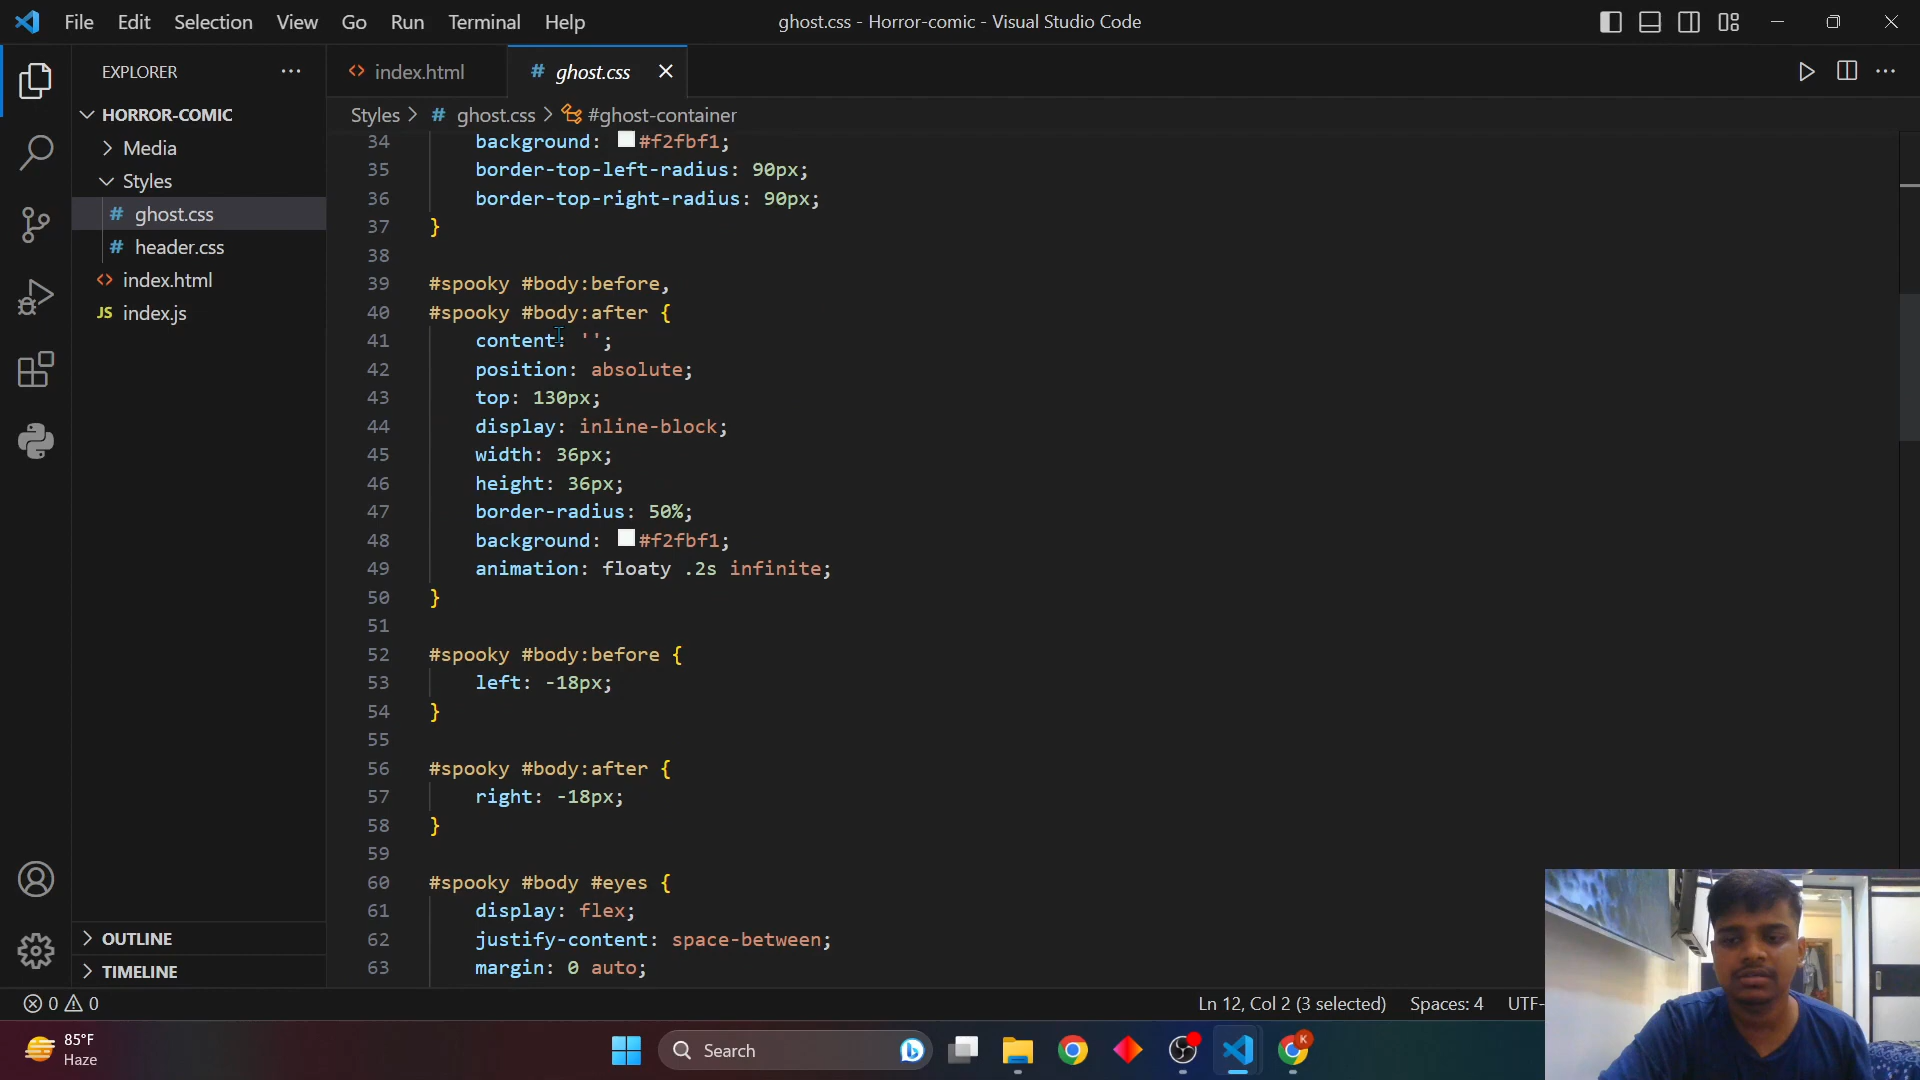 File Edit Selection View Go Run Terminal Help
ghost.css - Horror-comic - Visual Studio Code
EXPLORER
HORROR-COMIC
Media
Styles
# ghost.css
# header.css
<> index.html
JS index.js
OUTLINE
TIMELINE
<> index.html
# ghost.css
Styles > # ghost.css > #ghost-container
34 background: #f2fbf1;
35 border-top-left-radius: 90px;
36 border-top-right-radius: 90px;
37 }
38
39 #spooky #body:before,
40 #spooky #body:after {
41 content: '';
42 position: absolute;
43 top: 130px;
44 display: inline-block;
45 width: 36px;
46 height: 36px;
47 border-radius: 50%;
48 background: #f2fbf1;
49 animation: floaty .2s infinite;
50 }
51
52 #spooky #body:before {
53 left: -18px;
54 }
55
56 #spooky #body:after {
57 right: -18px;
58 }
59
60 #spooky #body #eyes {
61 display: flex;
62 justify-content: space-between;
63 margin: 0 auto;
0 0
Ln 12, Col 2 (3 selected) Spaces: 4 UTF-
85°F
Haze
Search
K